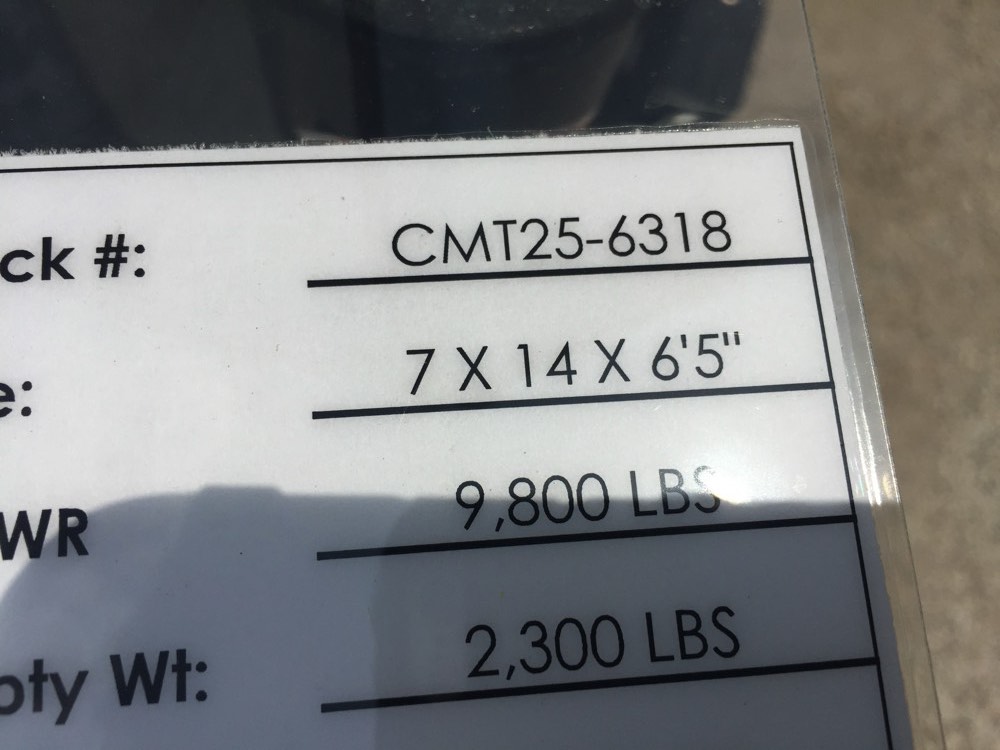 ck #: CMT25-6318
e: 7 X 14 X 6'5"
WR 9,800 LBS
pty Wt: 2,300 LBS